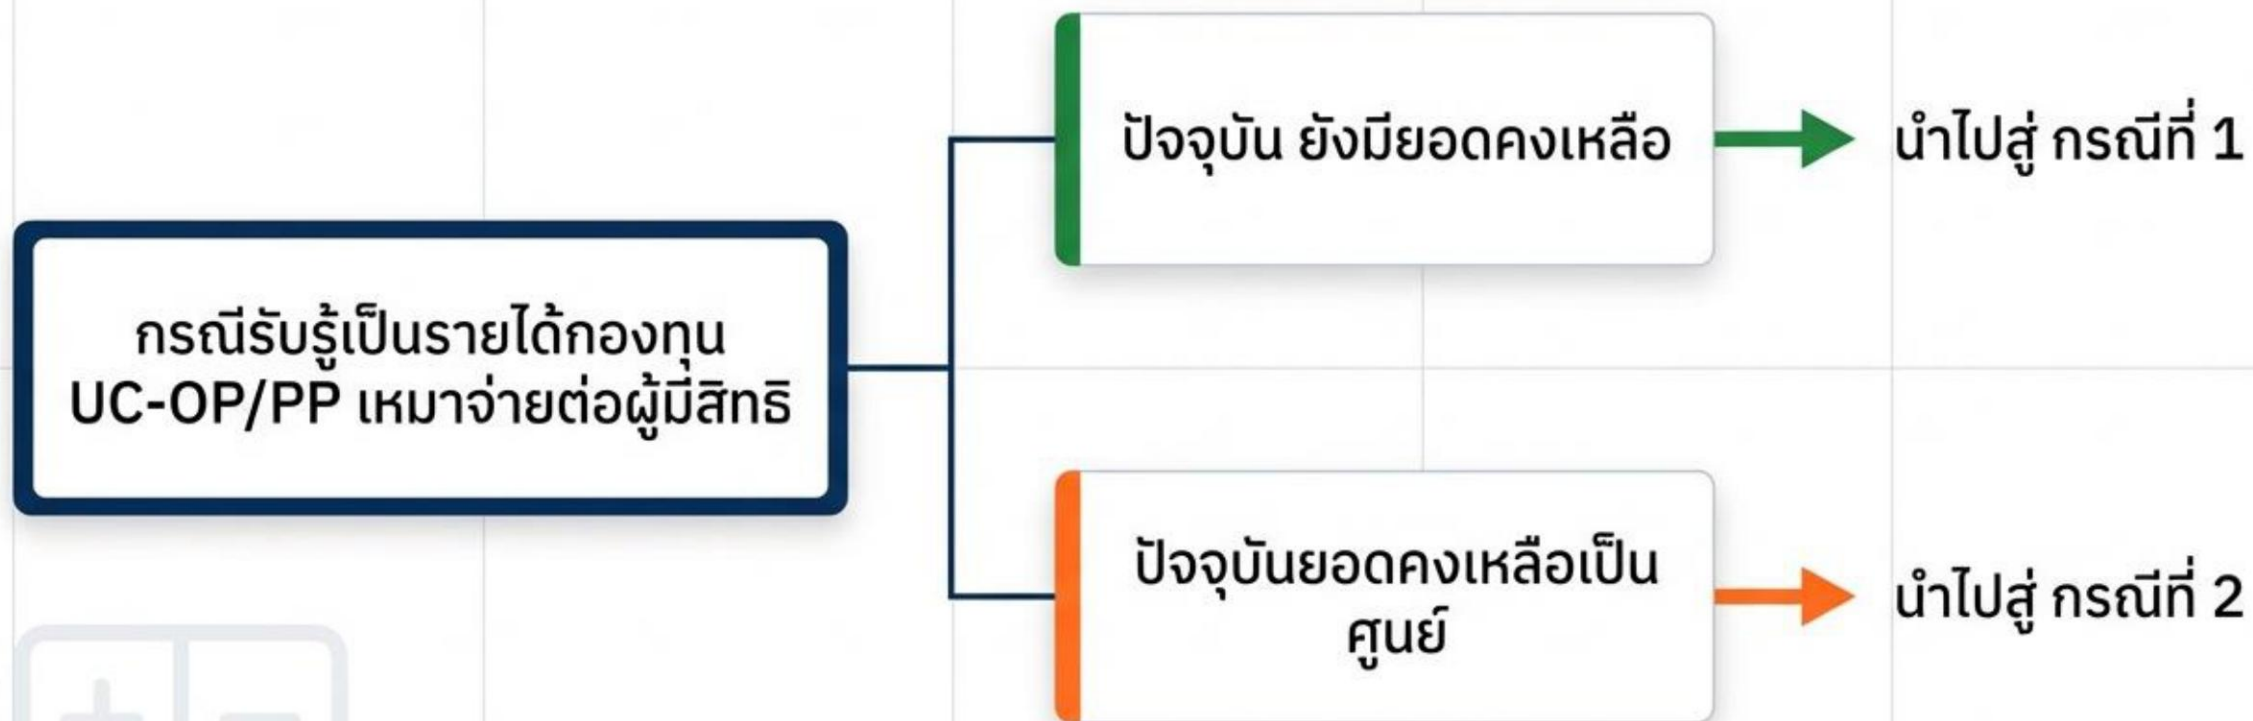 กรณีรับรู้เป็นรายได้กองทุน
UC-OP/PP เหมาจ่ายต่อผู้มีสิทธิ
ปัจจุบัน ยังมียอดคงเหลือ
นำไปสู่ กรณีที่ 1
ปัจจุบันยอดคงเหลือเป็น
ศูนย์
นำไปสู่ กรณีที่ 2